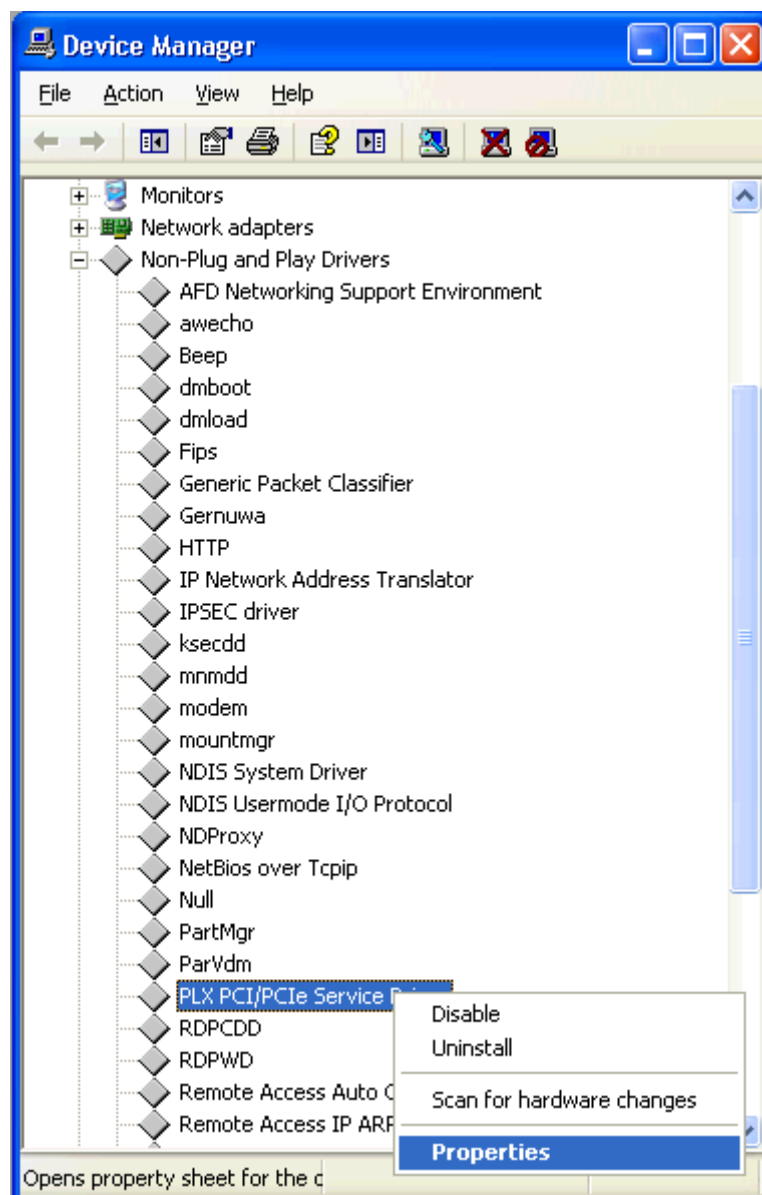 Device Manager
File Action View Help
Monitors
Network adapters
Non-Plug and Play Drivers
AFD Networking Support Environment
awecho
Beep
dmboot
dmload
Fips
Generic Packet Classifier
Gernuwa
HTTP
IP Network Address Translator
IPSEC driver
ksecdd
mnmdd
modem
mountmgr
NDIS System Driver
NDIS Usermode I/O Protocol
NDProxy
NetBios over Tcpip
Null
PartMgr
ParVdm
PLX PCI/PCIe Service
Disable
RDPCDD
Uninstall
RDPWD
Remote Access Auto
Scan for hardware changes
Remote Access IP ARP
Properties
Opens property sheet for the